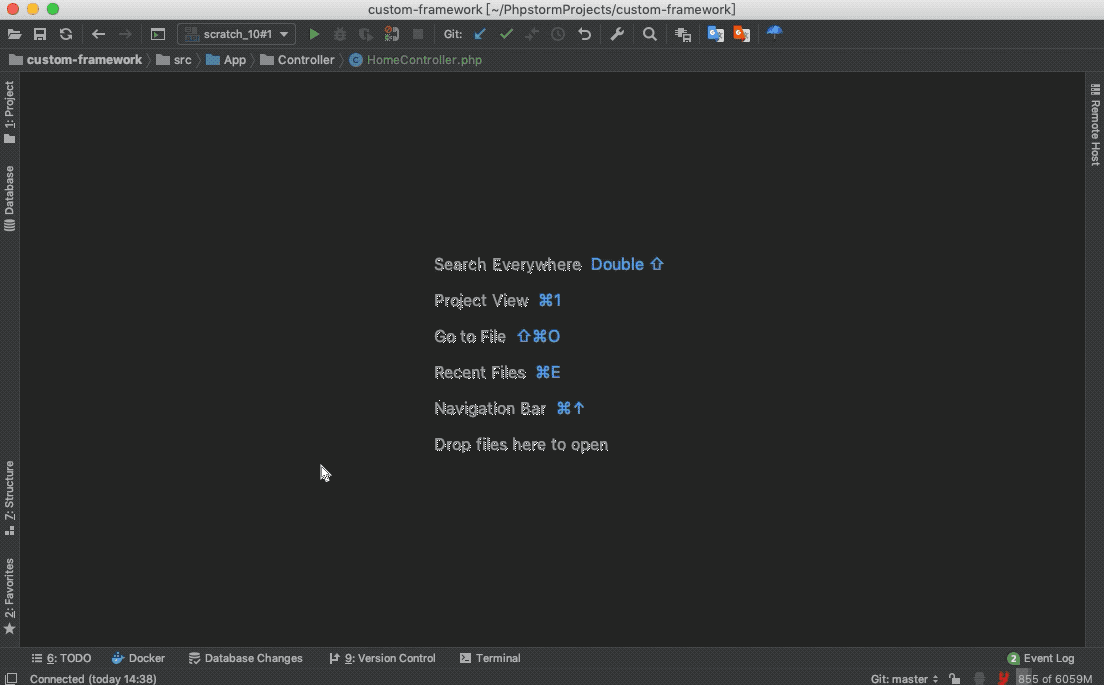 custom-framework [~/PhpstormProjects/custom-framework]
scratch_10#1 Git:
custom-framework src App Controller C HomeController.php
1: Project
Database
7: Structure
2: Favorites
Remote Host
Search Everywhere Double ⇧
Project View ⌘1
Go to File ⇧⌘O
Recent Files ⌘E
Navigation Bar ⌘↑
Drop files here to open
6: TODO Docker Database Changes 9: Version Control Terminal 2 Event Log
Connected (today 14:38) Git: master 855 of 6059M